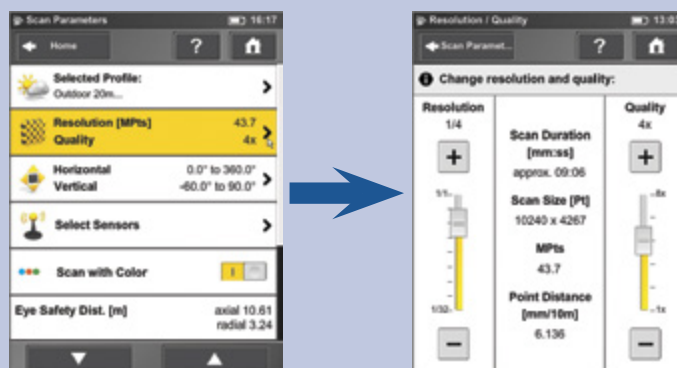 Scan Parameters 16:17
Home ?
Selected Profile:
Outdoor 20m...
Resolution [MPts] 43.7
Quality 4x
Horizontal 0.0° to 360.0°
Vertical -60.0° to 90.0°
Select Sensors
Scan with Color I
Eye Safety Dist. [m] axial 10.61
radial 3.24
Resolution / Quality 13:03
Scan Paramet... ?
Change resolution and quality:
Resolution
1/4
+
1/1
1/32
−
Scan Duration
[mm:ss]
approx. 09:06
Scan Size [Pt]
10240 x 4267
MPts
43.7
Point Distance
[mm/10m]
6.136
Quality
4x
+
8x
1x
−